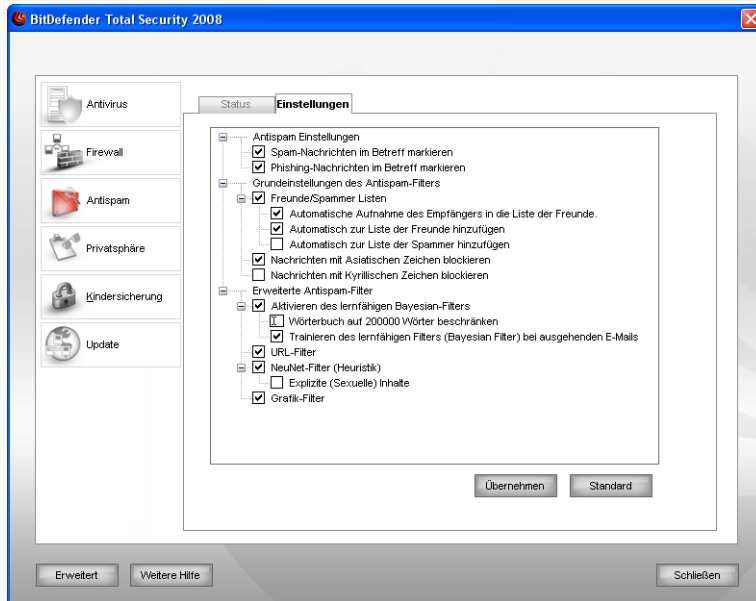 BitDefender Total Security 2008
Antivirus
Firewall
Antispam
Privatsphäre
Kindersicherung
Update
Status
Einstellungen
Antispam Einstellungen
Spam-Nachrichten im Betreff markieren
Phishing-Nachrichten im Betreff markieren
Grundeinstellungen des Antispam-Filters
Freunde/Spammer Listen
Automatische Aufnahme des Empfängers in die Liste der Freunde.
Automatisch zur Liste der Freunde hinzufügen
Automatisch zur Liste der Spammer hinzufügen
Nachrichten mit Asiatischen Zeichen blockieren
Nachrichten mit Kyrillischen Zeichen blockieren
Erweiterte Antispam-Filter
Aktivieren des lernfähigen Bayesian-Filters
Wörterbuch auf 200000 Wörter beschränken
Trainieren des lernfähigen Filters (Bayesian Filter) bei ausgehenden E-Mails
URL-Filter
NeuNet-Filter (Heuristik)
Explizite (Sexuelle) Inhalte
Grafik-Filter
Übernehmen
Standard
Erweitert
Weitere Hilfe
Schließen